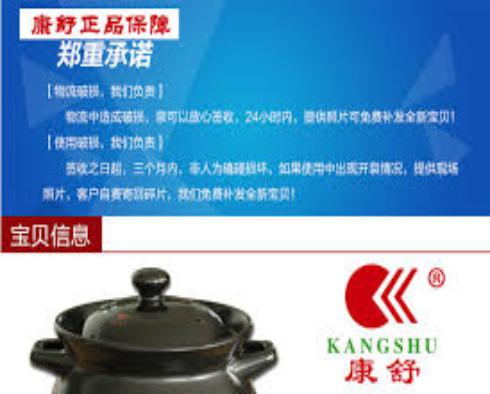 康舒正品保障
郑重承诺
【物流破损，我们负责】
物流中造成破损，亲可以放心签收，24小时内，提供照片可免费补发全新宝贝！
【使用破损，我们负责】
签收之日起，三个月内，非人为磕碰损坏，如果使用中出现开裂情况，提供现场
照片，客户自费寄回碎片，我们免费补发全新宝贝！
宝贝信息
®
KANGSHU
康舒